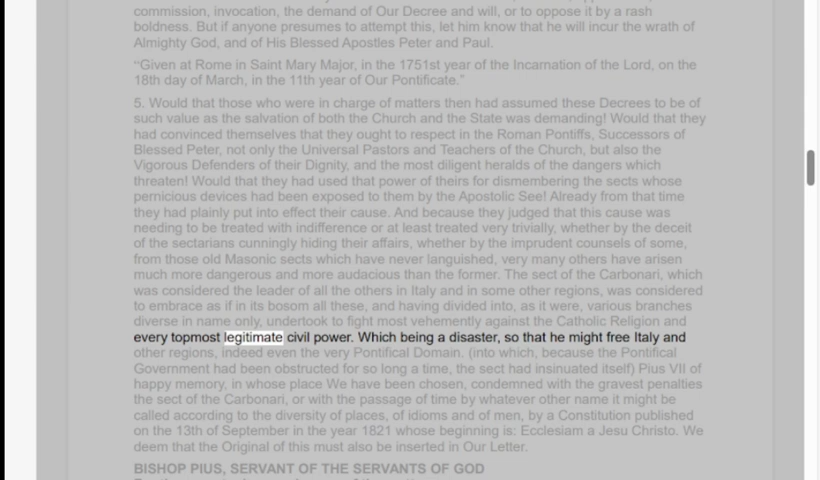 commission, invocation, the demand of Our Decree and will, or to oppose it by a rash
boldness. But if anyone presumes to attempt this, let him know that he will incur the wrath of
Almighty God, and of His Blessed Apostles Peter and Paul.
“Given at Rome in Saint Mary Major, in the 1751st year of the Incarnation of the Lord, on the
18th day of March, in the 11th year of Our Pontificate.”
5. Would that those who were in charge of matters then had assumed these Decrees to be of
such value as the salvation of both the Church and the State was demanding! Would that they
had convinced themselves that they ought to respect in the Roman Pontiffs, Successors of
Blessed Peter, not only the Universal Pastors and Teachers of the Church, but also the
Vigorous Defenders of their Dignity, and the most diligent heralds of the dangers which
threaten! Would that they had used that power of theirs for dismembering the sects whose
pernicious devices had been exposed to them by the Apostolic See! Already from that time
they had plainly put into effect their cause. And because they judged that this cause was
needing to be treated with indifference or at least treated very trivially, whether by the deceit
of the sectarians cunningly hiding their affairs, whether by the imprudent counsels of some,
from those old Masonic sects which have never languished, very many others have arisen
much more dangerous and more audacious than the former. The sect of the Carbonari, which
was considered the leader of all the others in Italy and in some other regions, was considered
to embrace as if in its bosom all these, and having divided into, as it were, various branches
diverse in name only, undertook to fight most vehemently against the Catholic Religion and
every topmost legitimate civil power. Which being a disaster, so that he might free Italy and
other regions, indeed even the very Pontifical Domain. (into which, because the Pontifical
Government had been obstructed for so long a time, the sect had insinuated itself) Pius VII of
happy memory, in whose place We have been chosen, condemned with the gravest penalties
the sect of the Carbonari, or with the passage of time by whatever other name it might be
called according to the diversity of places, of idioms and of men, by a Constitution published
on the 13th of September in the year 1821 whose beginning is: Ecclesiam a Jesu Christo. We
deem that the Original of this must also be inserted in Our Letter.
BISHOP PIUS, SERVANT OF THE SERVANTS OF GOD